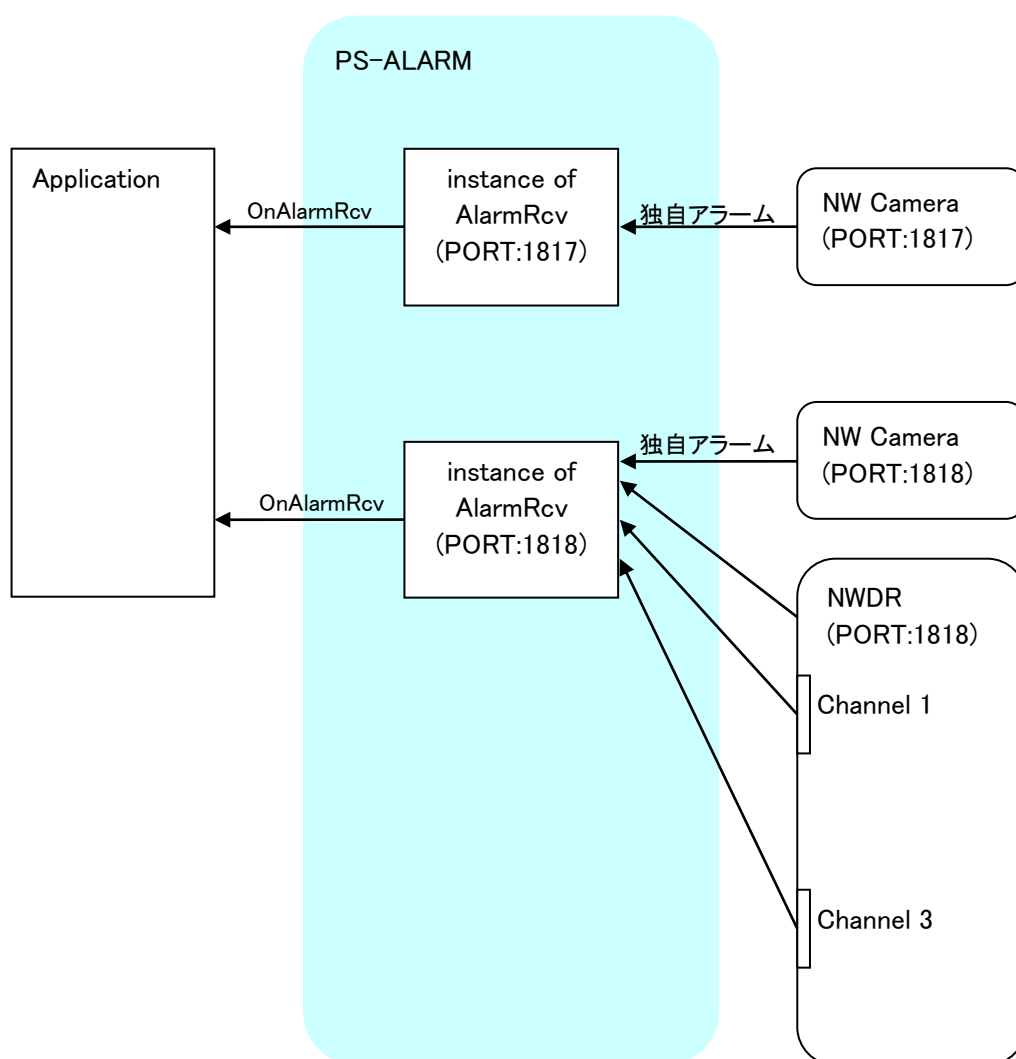 PS-ALARM
Application
OnAlarmRcv
instance of
AlarmRcv
(PORT:1817)
独自アラーム
NW Camera
(PORT:1817)
OnAlarmRcv
instance of
AlarmRcv
(PORT:1818)
独自アラーム
NW Camera
(PORT:1818)
NWDR
(PORT:1818)
Channel 1
Channel 3